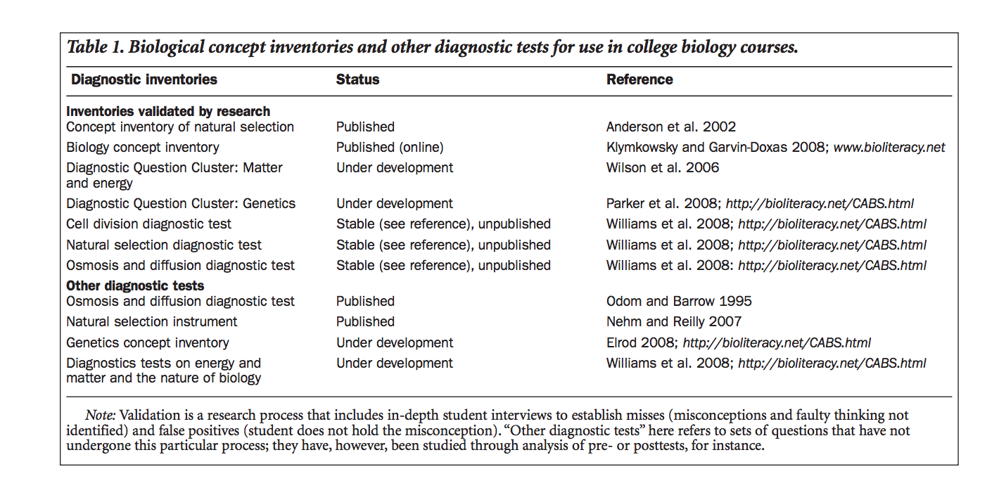 Table 1. Biological concept inventories and other diagnostic tests for use in college biology courses.
Diagnostic inventories Status Reference
Inventories validated by research
Concept inventory of natural selection Published Anderson et al. 2002
Biology concept inventory Published (online) Klymkowsky and Garvin-Doxas 2008; www.bioliteracy.net
Diagnostic Question Cluster: Matter Under development Wilson et al. 2006
and energy
Diagnostic Question Cluster: Genetics Under development Parker et al. 2008; http://bioliteracy.net/CABS.html
Cell division diagnostic test Stable (see reference), unpublished Williams et al. 2008; http://bioliteracy.net/CABS.html
Natural selection diagnostic test Stable (see reference), unpublished Williams et al. 2008; http://bioliteracy.net/CABS.html
Osmosis and diffusion diagnostic test Stable (see reference), unpublished Williams et al. 2008: http://bioliteracy.net/CABS.html
Other diagnostic tests
Osmosis and diffusion diagnostic test Published Odom and Barrow 1995
Natural selection instrument Published Nehm and Reilly 2007
Genetics concept inventory Under development Elrod 2008; http://bioliteracy.net/CABS.html
Diagnostics tests on energy and Under development Williams et al. 2008; http://bioliteracy.net/CABS.html
matter and the nature of biology
Note: Validation is a research process that includes in-depth student interviews to establish misses (misconceptions and faulty thinking not
identified) and false positives (student does not hold the misconception). “Other diagnostic tests” here refers to sets of questions that have not
undergone this particular process; they have, however, been studied through analysis of pre- or posttests, for instance.